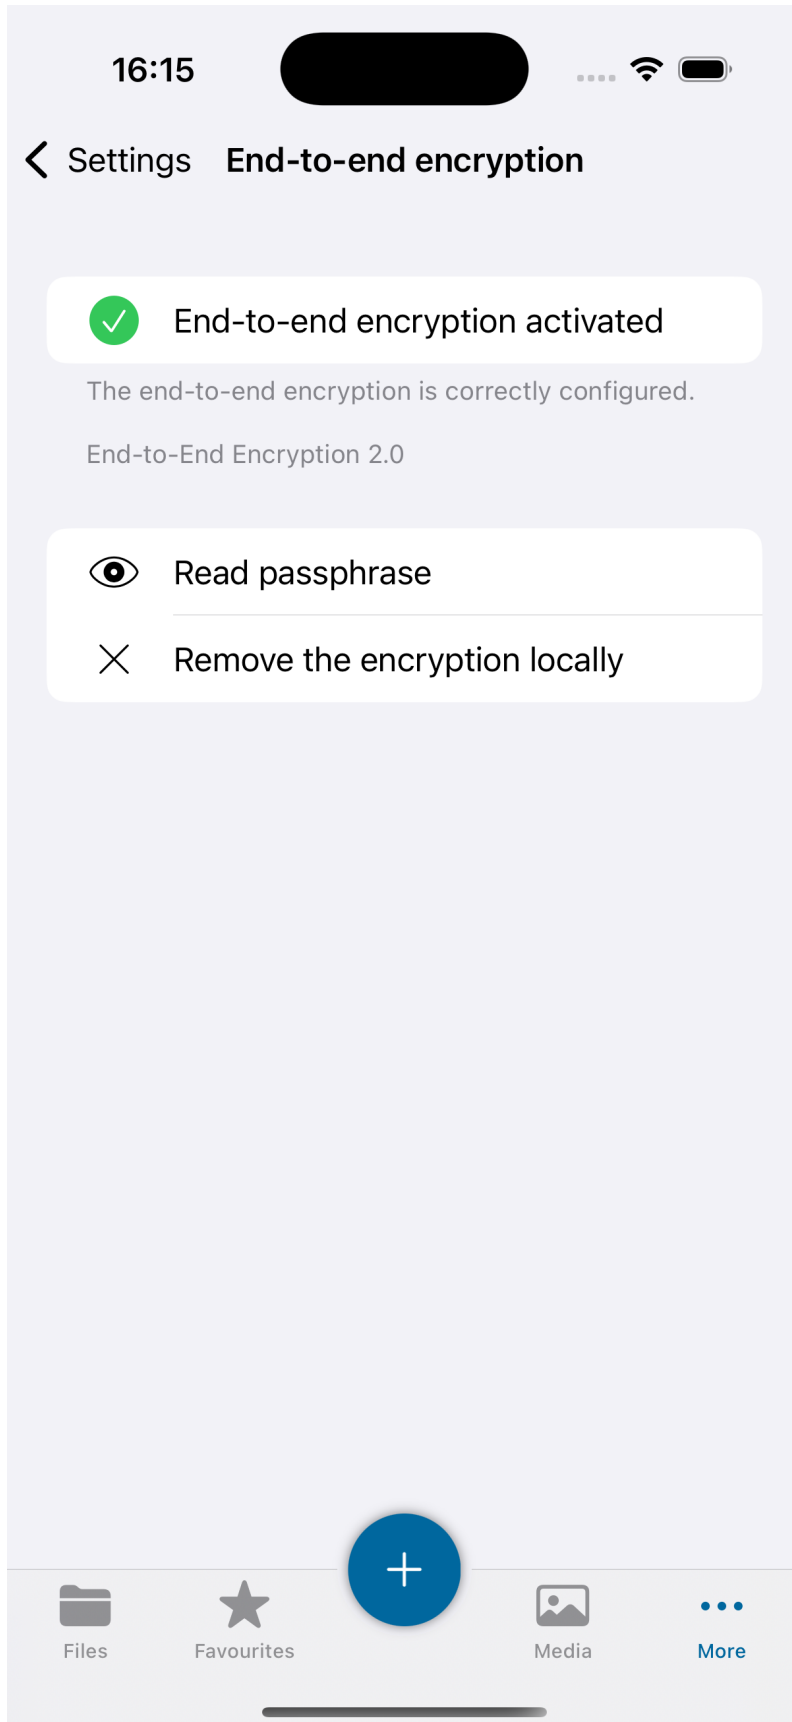 16:15
Settings End-to-end encryption
End-to-end encryption activated
The end-to-end encryption is correctly configured.
End-to-End Encryption 2.0
Read passphrase
Remove the encryption locally
Files Favourites Media More